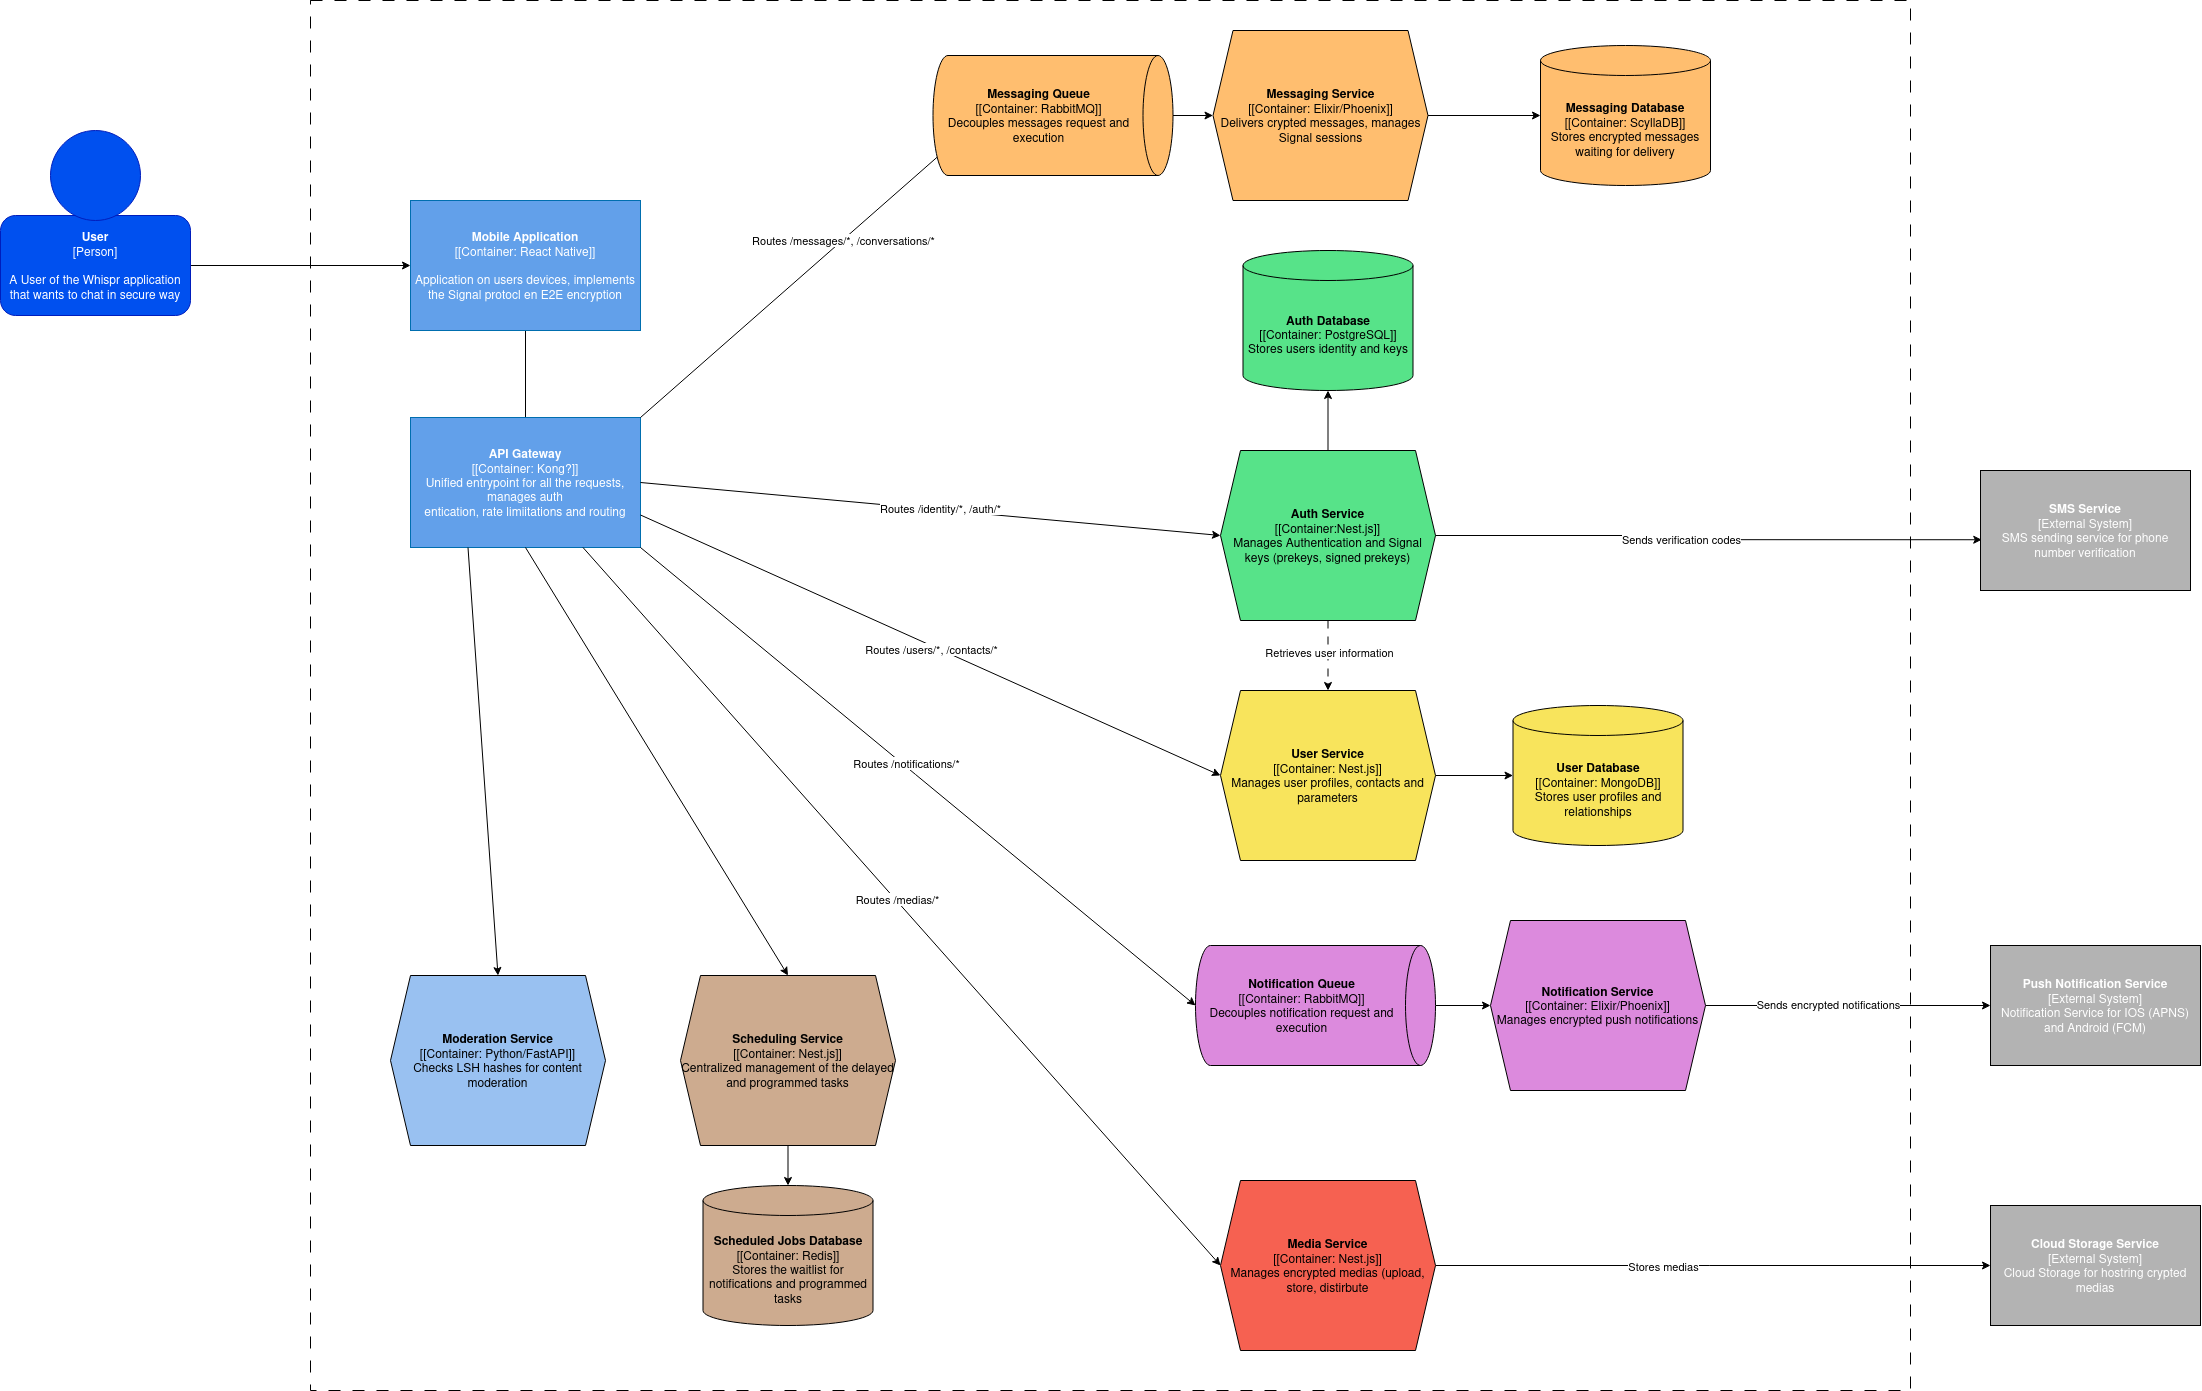 User
[Person]
A User of the Whispr application
that wants to chat in secure way
Mobile Application
[[Container: React Native]]
Application on users devices, implements
the Signal protocl en E2E encryption
API Gateway
[[Container: Kong?]]
Unified entrypoint for all the requests,
manages auth
entication, rate limiitations and routing
Messaging Queue
[[Container: RabbitMQ]]
Decouples messages request and
execution
Messaging Service
[[Container: Elixir/Phoenix]]
Delivers crypted messages, manages
Signal sessions
Messaging Database
[[Container: ScyllaDB]]
Stores encrypted messages
waiting for delivery
Routes /messages/*, /conversations/*
Auth Database
[[Container: PostgreSQL]]
Stores users identity and keys
Routes /identity/*, /auth/*
Auth Service
[[Container:Nest.js]]
Manages Authentication and Signal
keys (prekeys, signed prekeys)
Sends verification codes
SMS Service
[External System]
SMS sending service for phone
number verification
Retrieves user information
Routes /users/*, /contacts/*
User Service
[[Container: Nest.js]]
Manages user profiles, contacts and
parameters
User Database
[[Container: MongoDB]]
Stores user profiles and
relationships
Routes /notifications/*
Notification Queue
[[Container: RabbitMQ]]
Decouples notification request and
execution
Notification Service
[[Container: Elixir/Phoenix]]
Manages encrypted push notifications
Sends encrypted notifications
Push Notification Service
[External System]
Notification Service for IOS (APNS)
and Android (FCM)
Routes /medias/*
Moderation Service
[[Container: Python/FastAPI]]
Checks LSH hashes for content
moderation
Scheduling Service
[[Container: Nest.js]]
Centralized management of the delayed
and programmed tasks
Scheduled Jobs Database
[[Container: Redis]]
Stores the waitlist for
notifications and programmed
tasks
Media Service
[[Container: Nest.js]]
Manages encrypted medias (upload,
store, distirbute
Stores medias
Cloud Storage Service
[External System]
Cloud Storage for hostring crypted
medias